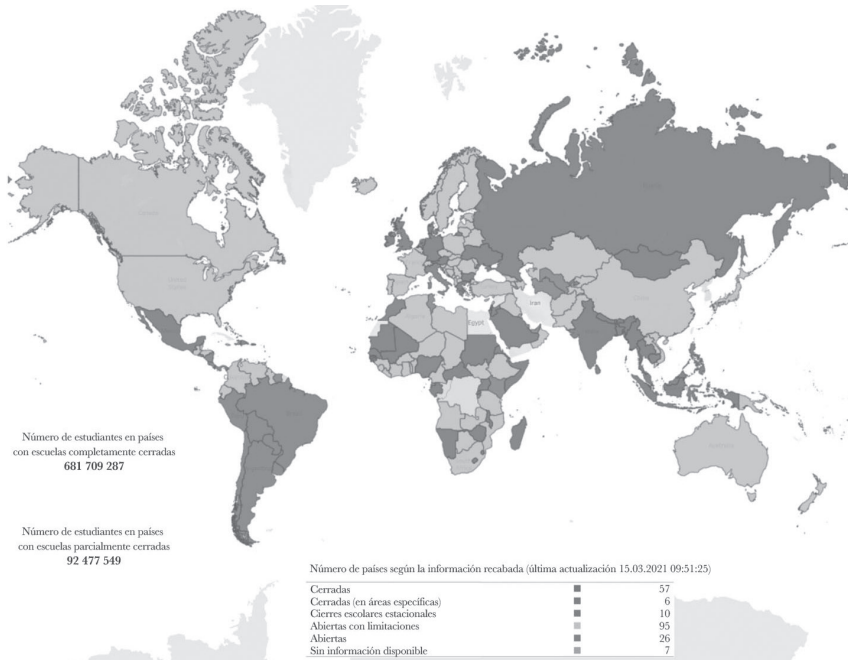 Iran
Egypt
Número de estudiantes en países
con escuelas completamente cerradas
681 709 287
Número de estudiantes en países
con escuelas parcialmente cerradas
92 477 549
Número de países según la información recabada (última actualización 15.03.2021 09:51:25)
Cerradas 57
Cerradas (en áreas específicas) 6
Cierres escolares estacionales 10
Abiertas con limitaciones 95
Abiertas 26
Sin información disponible 7